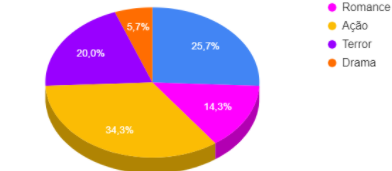 Romance
Ação
Terror
Drama
5,7%
25,7%
20,0%
14,3%
34,3%